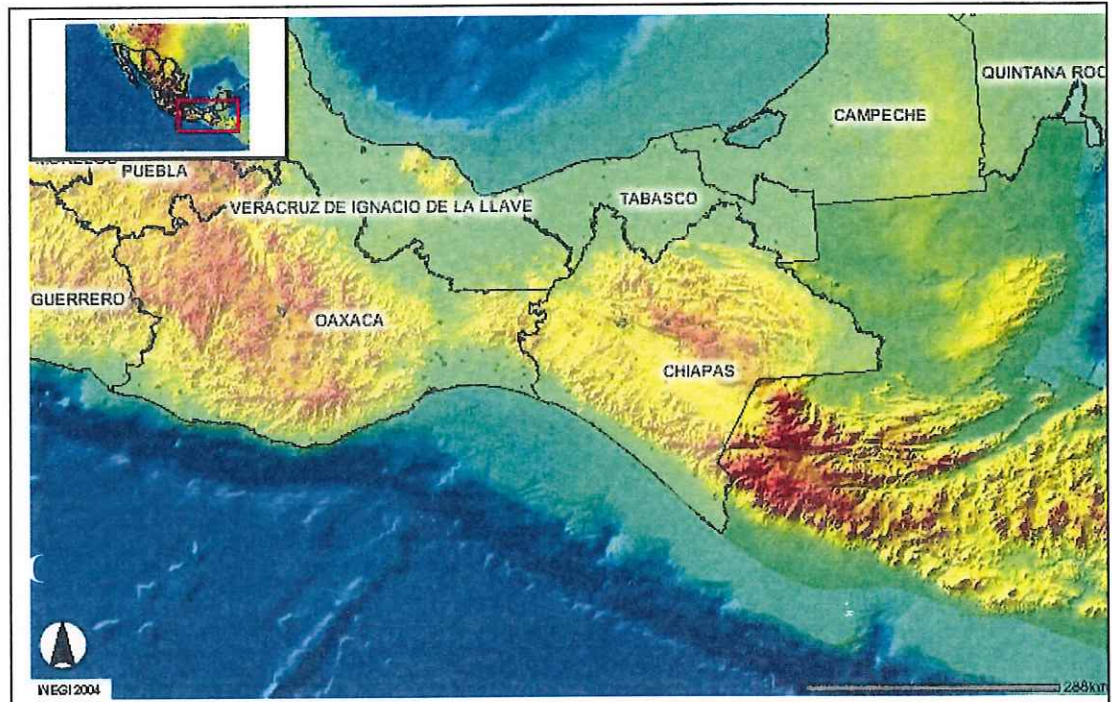 QUINTANA ROO
CAMPECHE
PUEBLA
VERACRUZ DE IGNACIO DE LA LLAVE
TABASCO
GUERRERO
OAXACA
CHIAPAS
INEGI 2004
288km